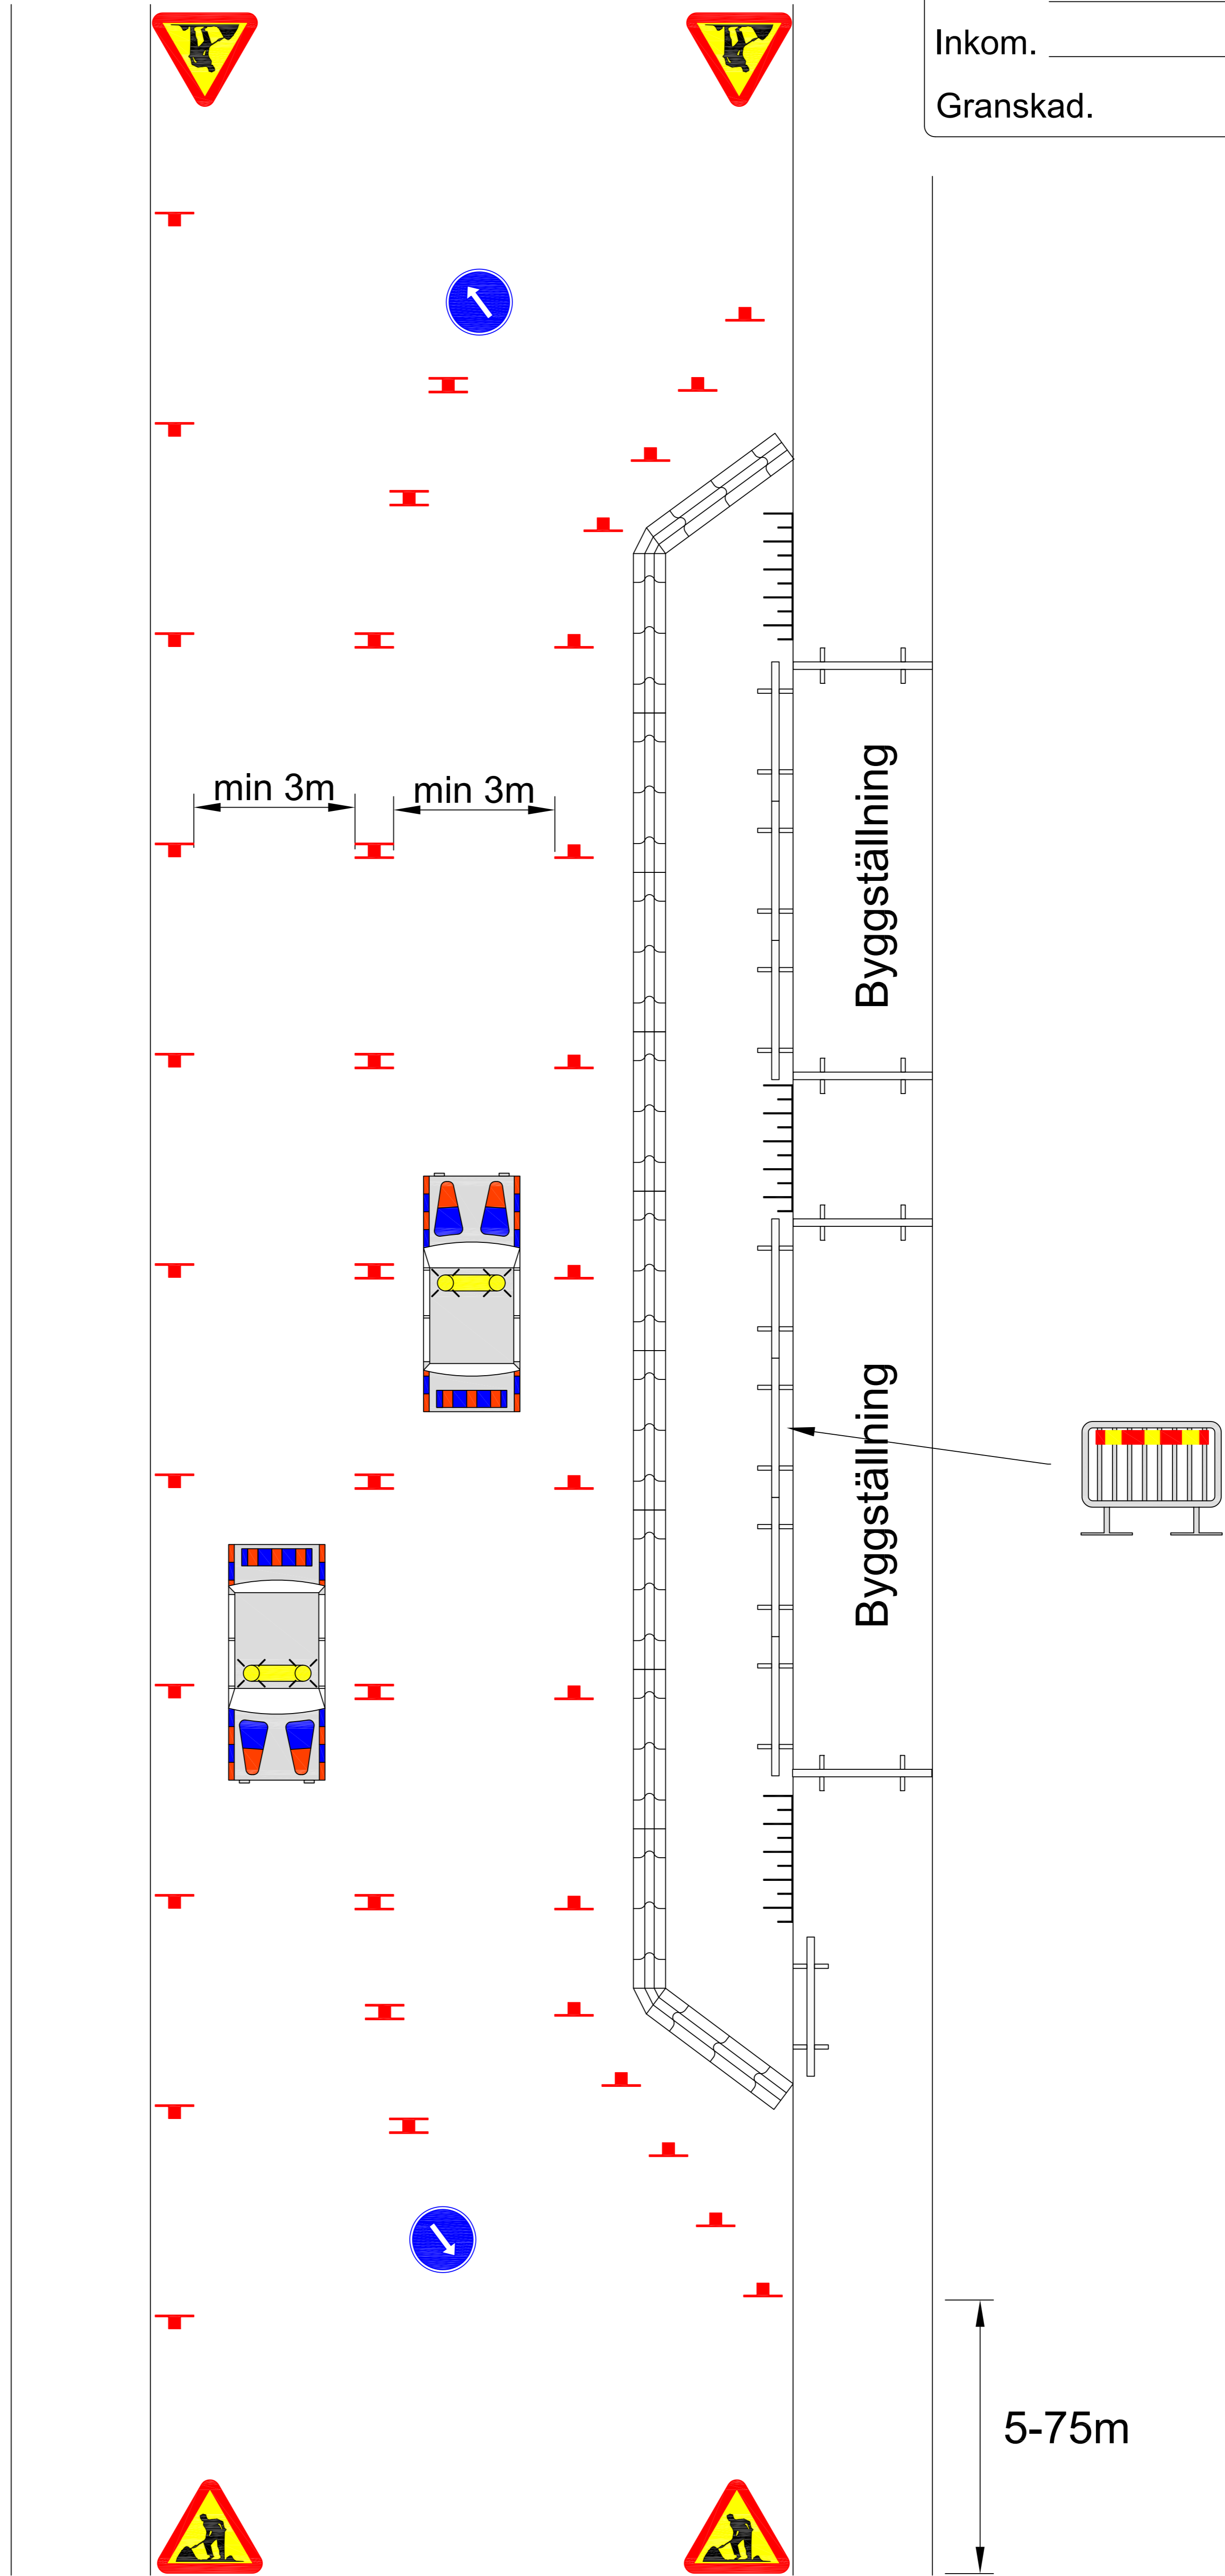 Inkom.
Granskad.
min 3m
min 3m
Byggställning
Byggställning
5-75m